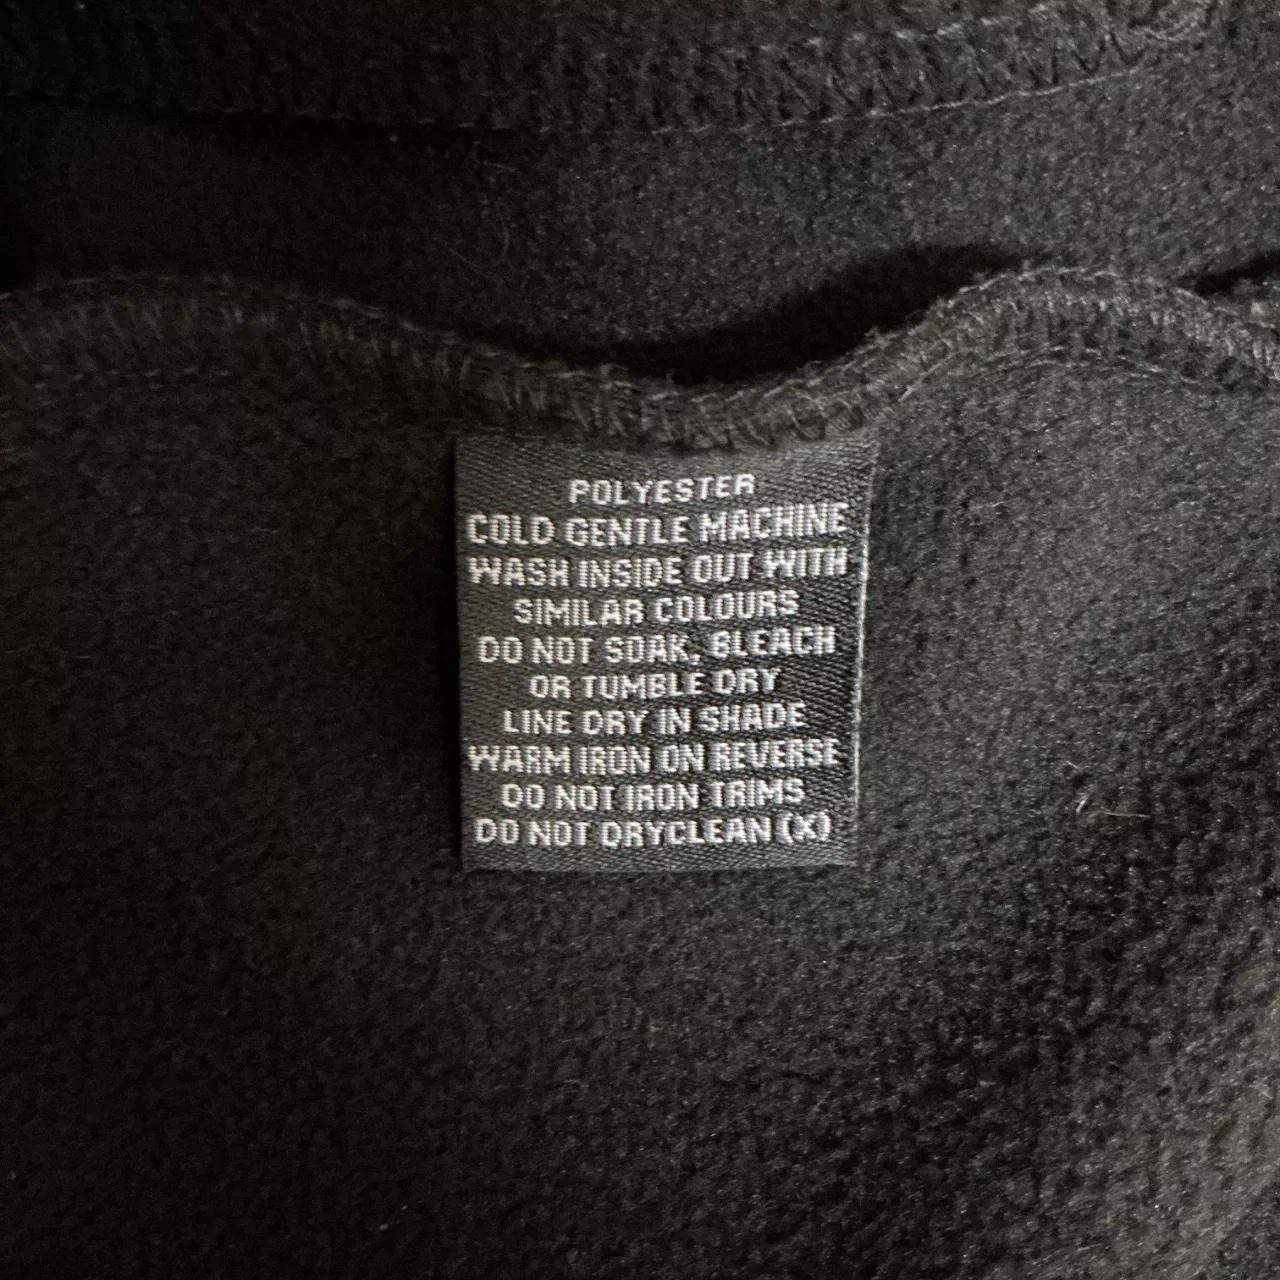 POLYESTER
COLD GENTLE MACHINE
WASH INSIDE OUT WITH
SIMILAR COLOURS
DO NOT SOAK, BLEACH
OR TUMBLE DRY
LINE DRY IN SHADE
WARM IRON ON REVERSE
DO NOT IRON TRIMS
DO NOT DRYCLEAN (X)